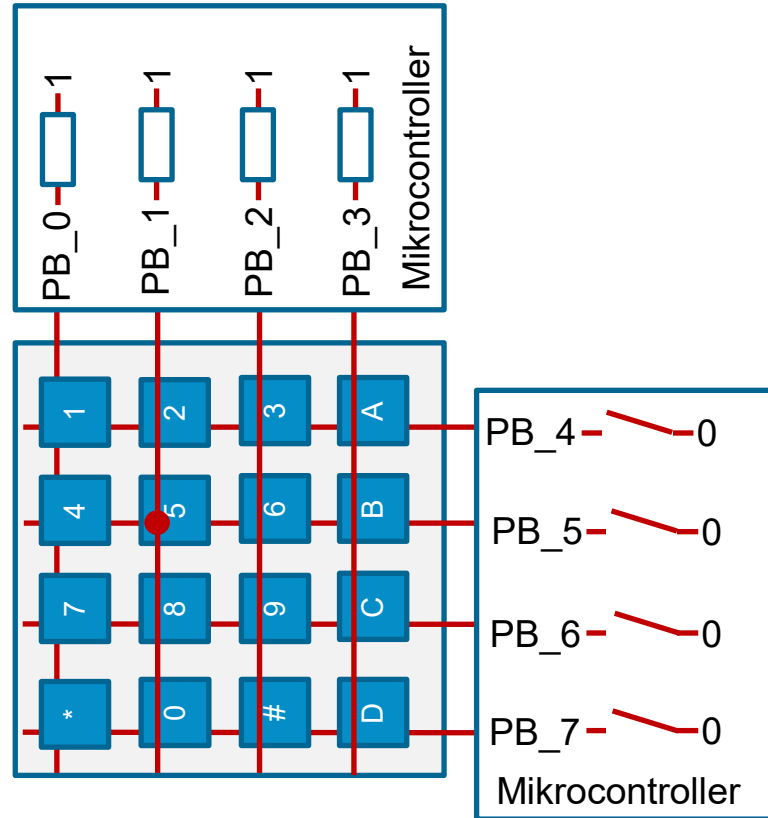 1 1 1 1
PB_0 PB_1 PB_2 PB_3 Mikrocontroller
1 2 3 A
4 5 6 B
7 8 9 C
* 0 # D
PB_4 0
PB_5 0
PB_6 0
PB_7 0
Mikrocontroller